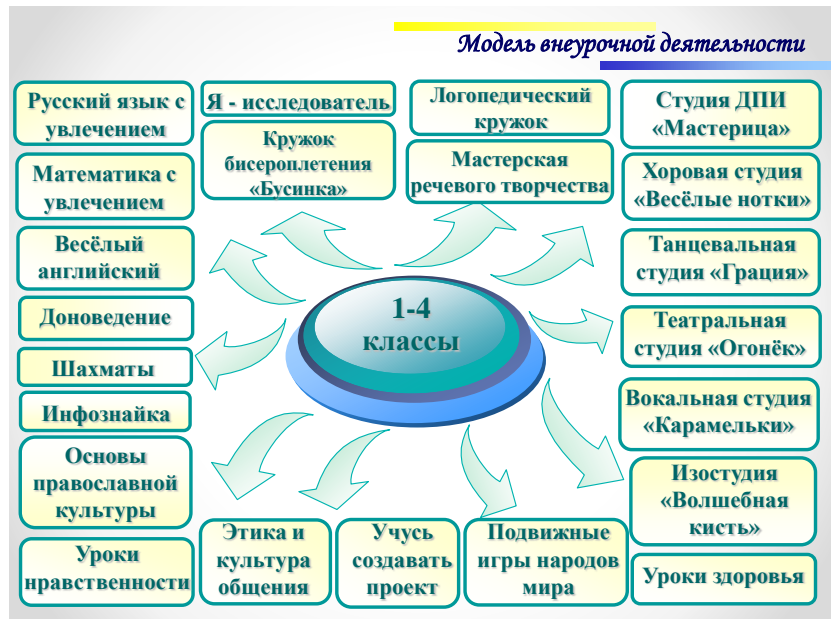 Модель внеурочной деятельности
Русский язык с
увлечением
Математика с
увлечением
Весёлый
английский
Доноведение
Шахматы
Инфознайка
Основы
православной
культуры
Уроки
нравственности
Я - исследователь
Кружок
бисероплетения
«Бусинка»
Логопедический
кружок
Мастерская
речевого творчества
1-4
классы
Этика и
культура
общения
Учусь
создавать
проект
Подвижные
игры народов
мира
Студия ДПИ
«Мастерица»
Хоровая студия
«Весёлые нотки»
Танцевальная
студия «Грация»
Театральная
студия «Огонёк»
Вокальная студия
«Карамельки»
Изостудия
«Волшебная
кисть»
Уроки здоровья